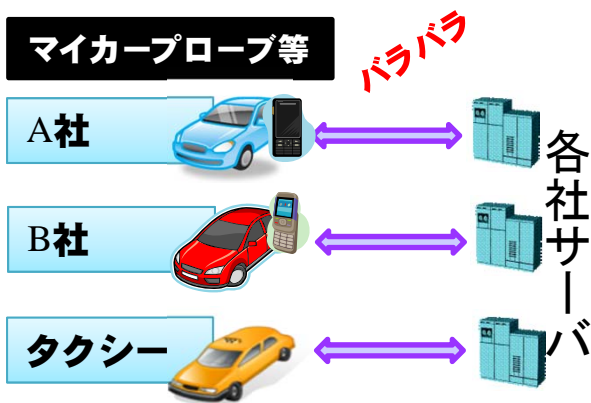 マイカープローブ等
バラバラ
A社
B社
タクシー
各社サーバ